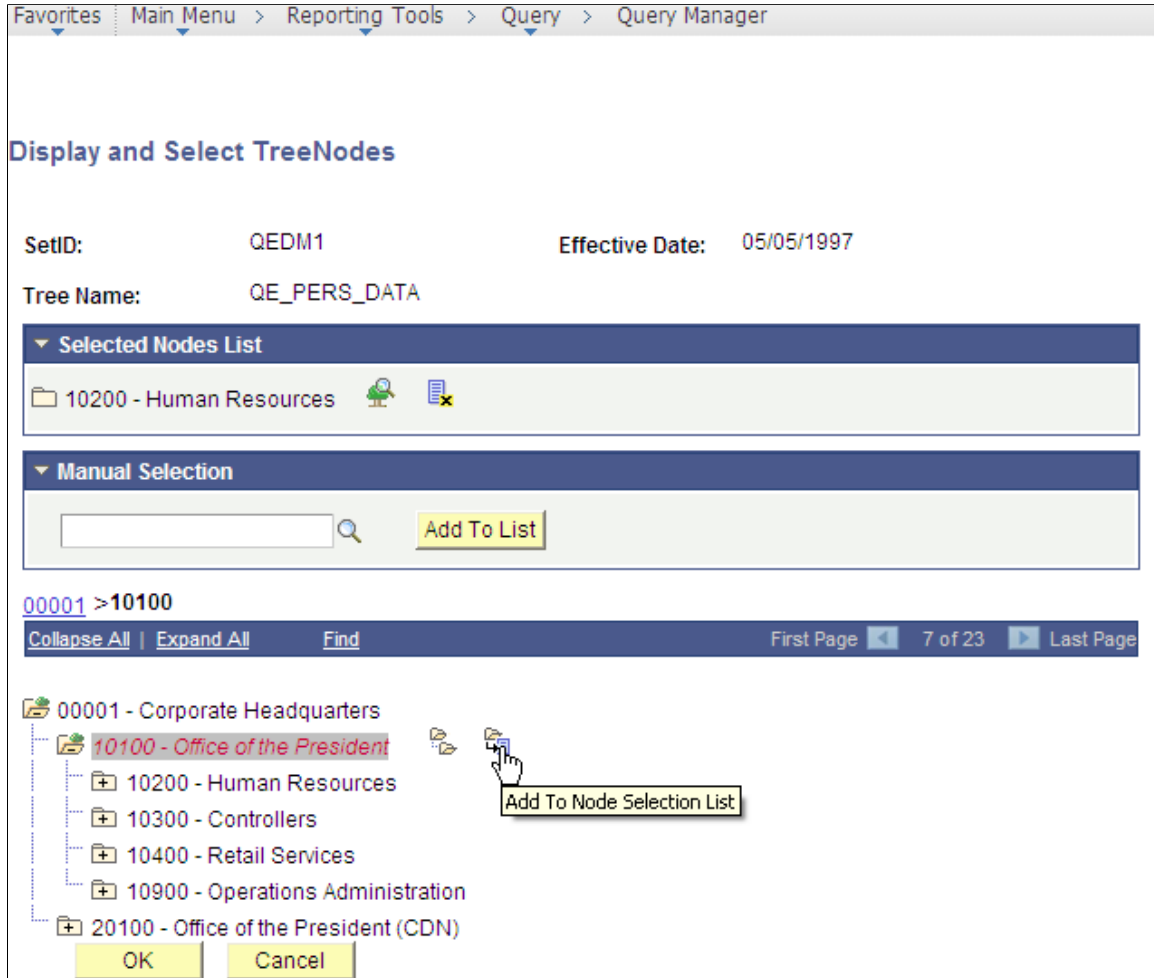 Favorites Main Menu > Reporting Tools > Query > Query Manager
Display and Select TreeNodes
SetID: QEDM1 Effective Date: 05/05/1997
Tree Name: QE_PERS_DATA
Selected Nodes List
10200 - Human Resources
Manual Selection
Add To List
00001 >10100
Collapse All | Expand All Find First Page 7 of 23 Last Page
00001 - Corporate Headquarters
10100 - Office of the President
10200 - Human Resources
Add To Node Selection List
10300 - Controllers
10400 - Retail Services
10900 - Operations Administration
20100 - Office of the President (CDN)
OK Cancel